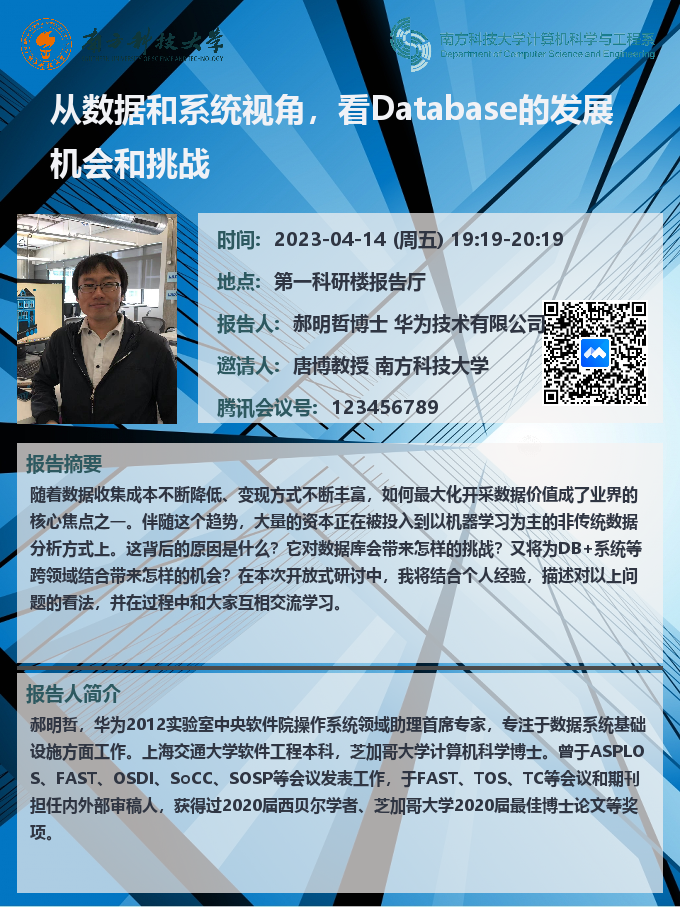 南方科技大学
南方科技大学计算机科学与工程系
Department of Computer Science and Engineering
从数据和系统视角，看Database的发展
机会和挑战
时间: 2023-04-14 (周五) 19:19-20:19
地点: 第一科研楼报告厅
报告人: 郝明哲博士 华为技术有限公司
邀请人: 唐博教授 南方科技大学
腾讯会议号: 123456789
报告摘要
随着数据收集成本不断降低、变现方式不断丰富，如何最大化开采数据价值成了业界的
核心焦点之一。伴随这个趋势，大量的资本正在被投入到以机器学习为主的非传统数据
分析方式上。这背后的原因是什么？它对数据库会带来怎样的挑战？又将为DB+系统等
跨领域结合带来怎样的机会？在本次开放式研讨中，我将结合个人经验，描述对以上问
题的看法，并在过程中和大家互相交流学习。
报告人简介
郝明哲，华为2012实验室中央软件院操作系统领域助理首席专家，专注于数据系统基础
设施方面工作。上海交通大学软件工程本科，芝加哥大学计算机科学博士。曾于ASPLO
S、FAST、OSDI、SoCC、SOSP等会议发表工作，于FAST、TOS、TC等会议和期刊
担任内外部审稿人，获得过2020届西贝尔学者、芝加哥大学2020届最佳博士论文等奖
项。